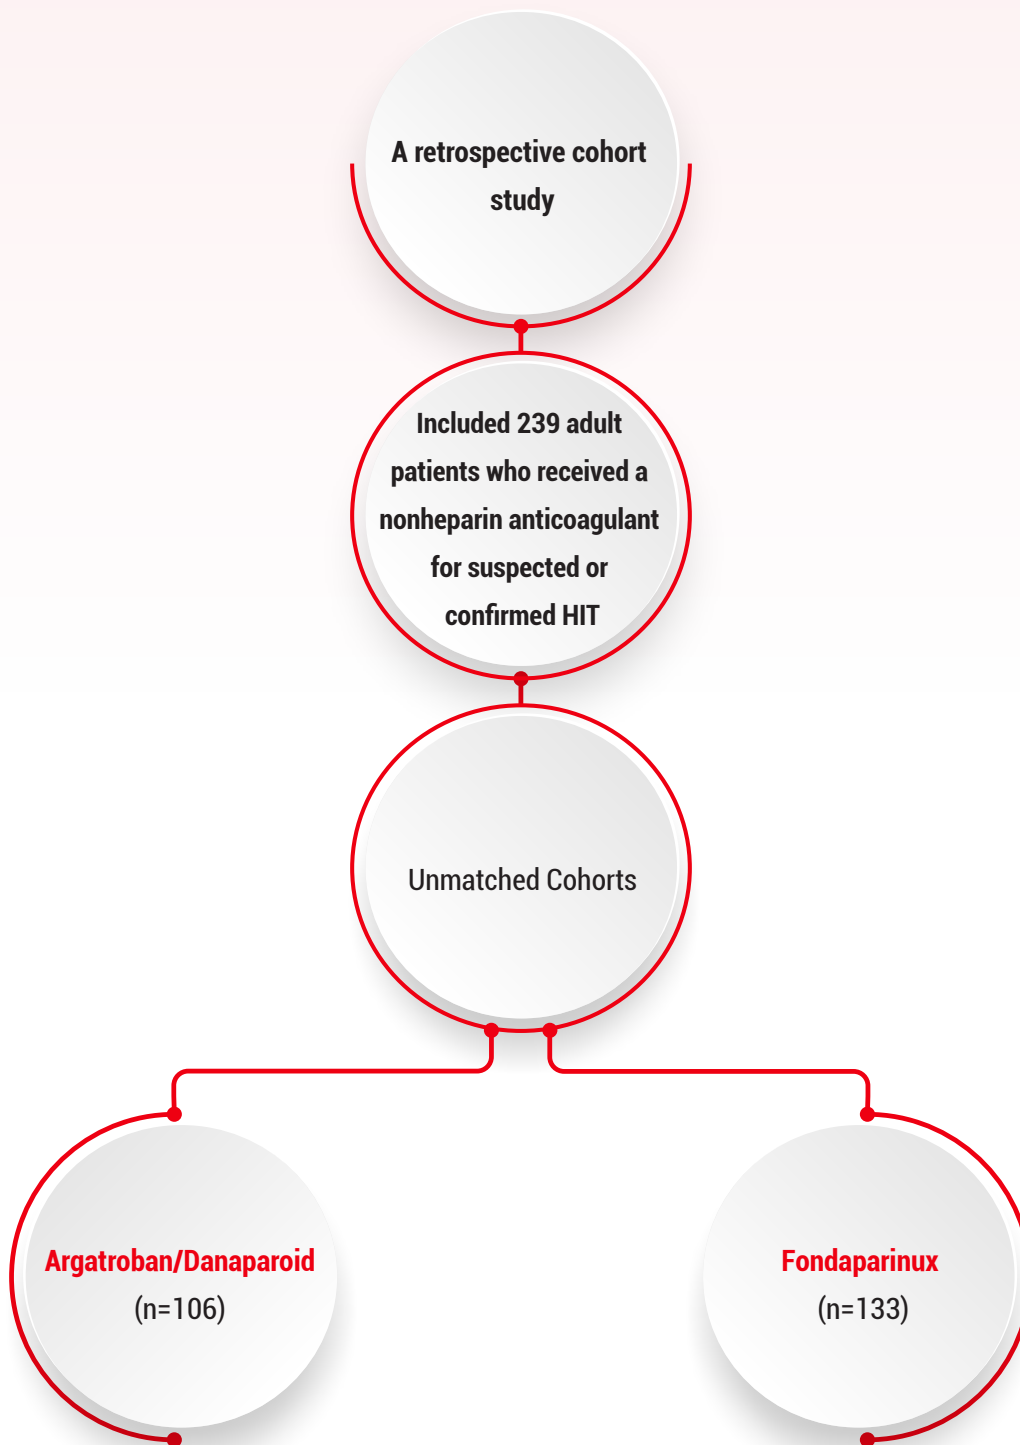 A retrospective cohort
study
Included 239 adult
patients who received a
nonheparin anticoagulant
for suspected or
confirmed HIT
Unmatched Cohorts
Argatroban/Danaparoid
(n=106)
Fondaparinux
(n=133)